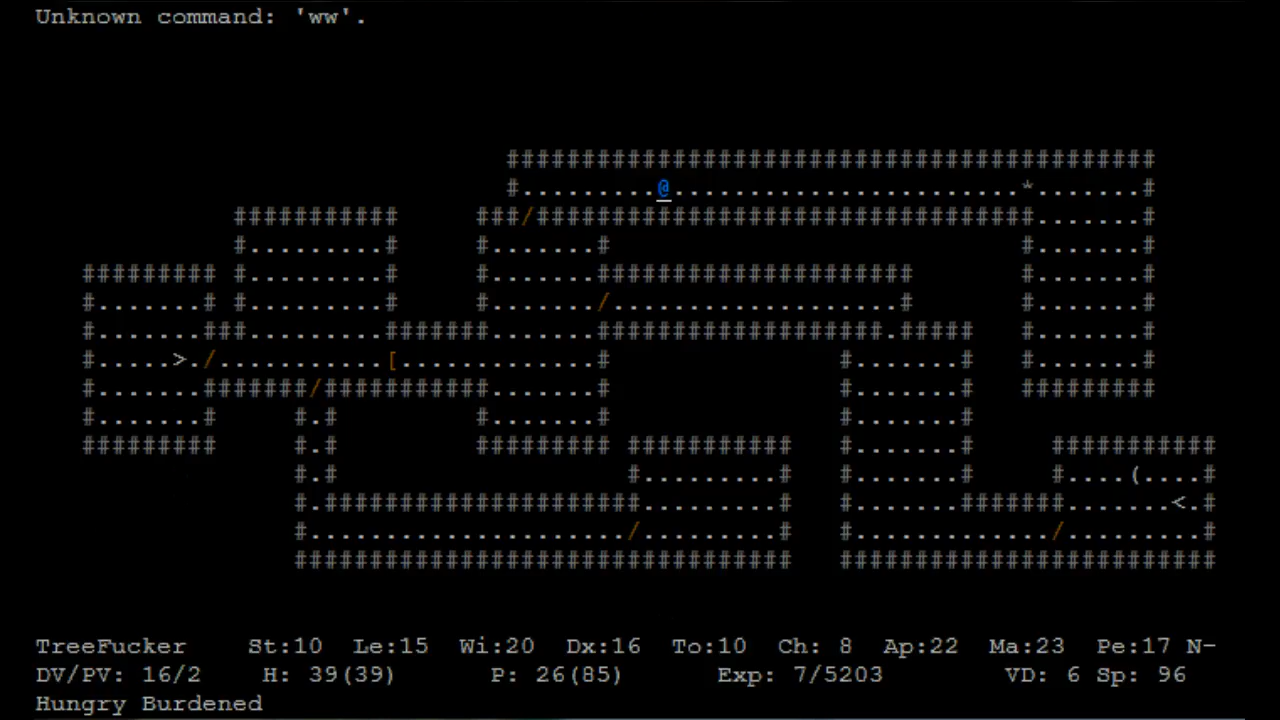 Unknown command: 'ww'.
TreeFucker St:10 Le:15 Wi:20 Dx:16 To:10 Ch: 8 Ap:22 Ma:23 Pe:17 N-
DV/PV: 16/2 H: 39(39) P: 26(85) Exp: 7/5203 VD: 6 Sp: 96
Hungry Burdened